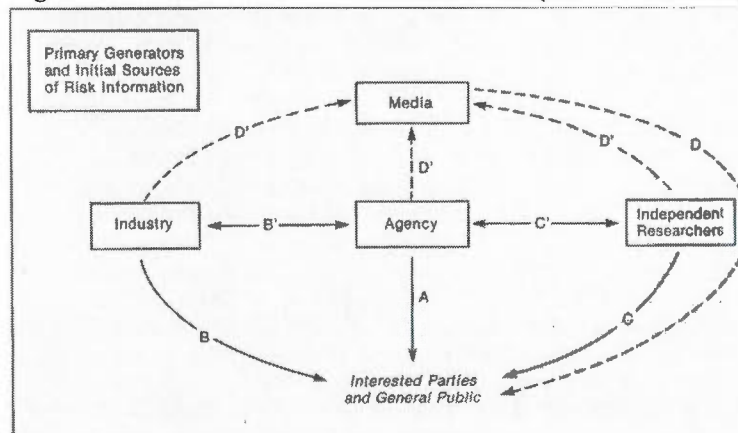 Primary Generators
and Initial Sources
of Risk Information
Media
D'
D'
D
D'
Industry
B'
Agency
C'
Independent
Researchers
A
B
C
Interested Parties
and General Public